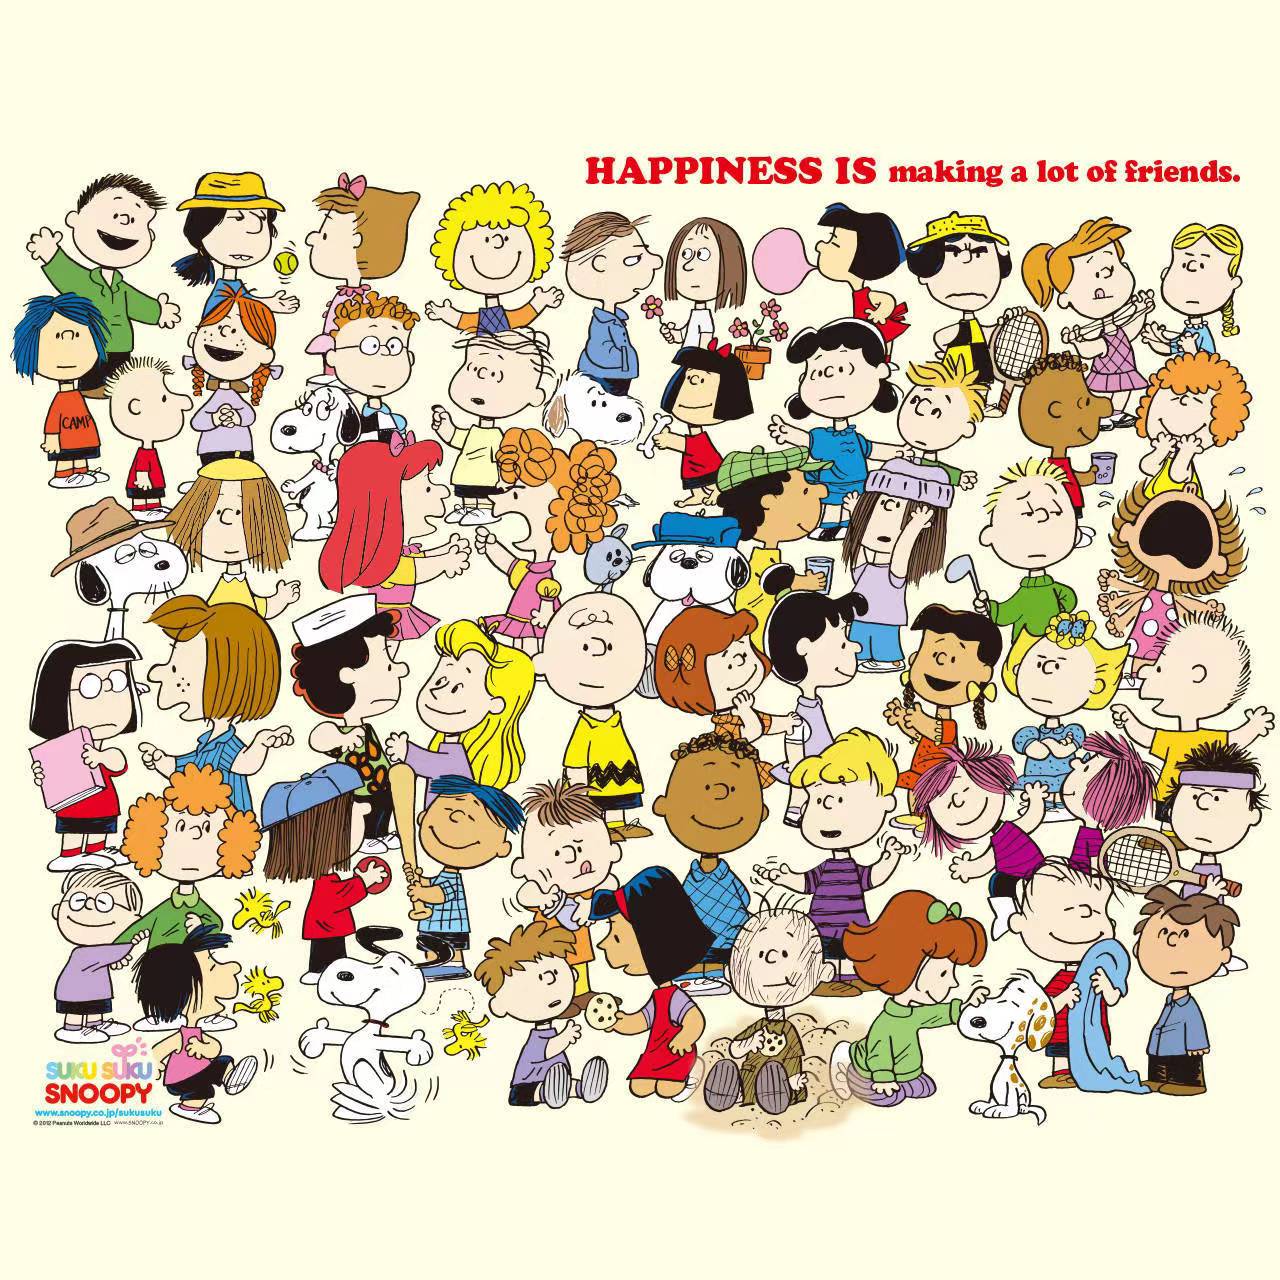 HAPPINESS IS making a lot of friends.
CAMP
SUKU SUKU
SNOOPY
www.snoopy.co.jp/sukusuku
© 2012 Peanuts Worldwide LLC www.SNOOPY.co.jp